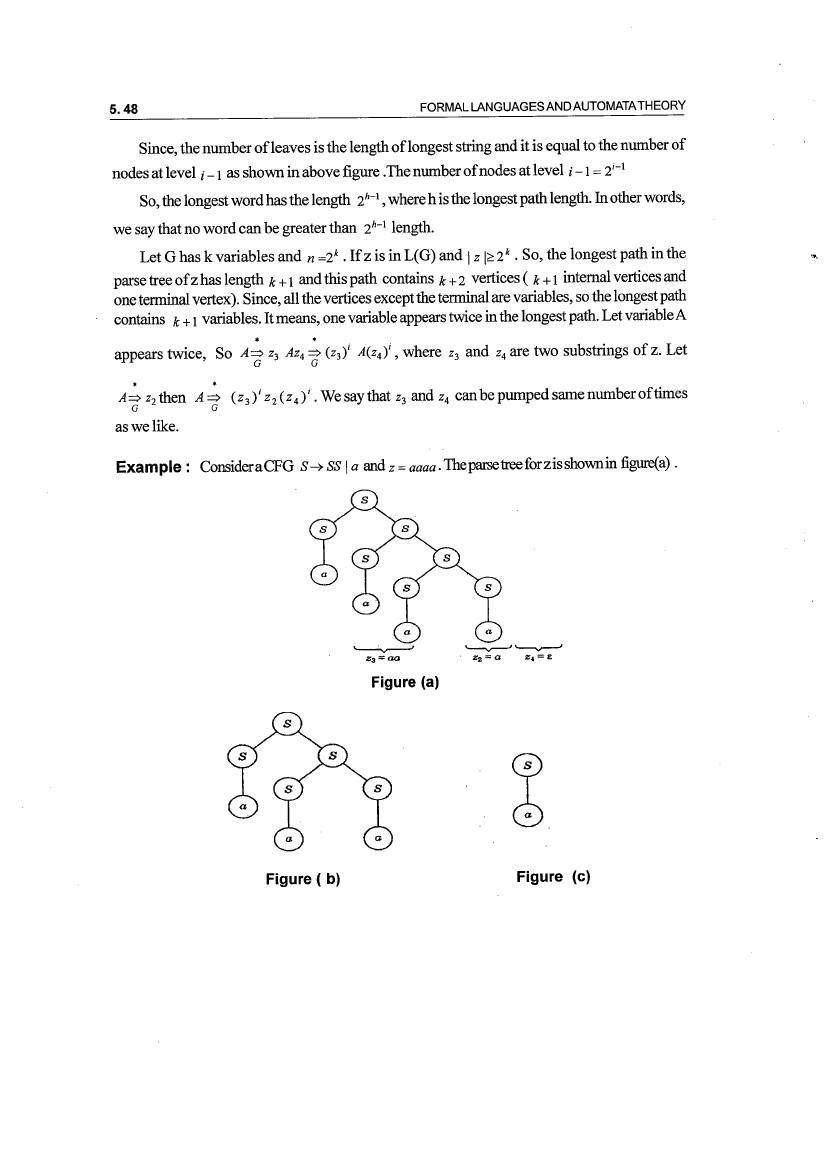 5. 48 FORMAL LANGUAGES AND AUTOMATA THEORY
Since, the number of leaves is the length of longest string and it is equal to the number of
nodes at level i – 1 as shown in above figure .The number of nodes at level i – 1 = 2^{i–1}
So, the longest word has the length 2^{h–1} , where h is the longest path length. In other words,
we say that no word can be greater than 2^{h–1} length.
Let G has k variables and n =2^k . If z is in L(G) and | z |≥ 2^k . So, the longest path in the
parse tree of z has length k +1 and this path contains k +2 vertices ( k +1 internal vertices and
one terminal vertex). Since, all the vertices except the terminal are variables, so the longest path
contains k +1 variables. It means, one variable appears twice in the longest path. Let variable A
appears twice, So A ⇒*_G z₃ Az₄ ⇒*_G (z₃)^i A(z₄)^i , where z₃ and z₄ are two substrings of z. Let
A ⇒*_G z₂ then A ⇒*_G (z₃)^i z₂ (z₄)^i . We say that z₃ and z₄ can be pumped same number of times
as we like.
Example : Consider a CFG S → SS | a and z = aaaa. The parse tree for z is shown in figure(a) .
S
S S
S S
a
S S
a
a a
z₃ = aa z₂ = a z₄ = ε
Figure (a)
S
S S
S S
a
a a
Figure ( b)
S
a
Figure (c)